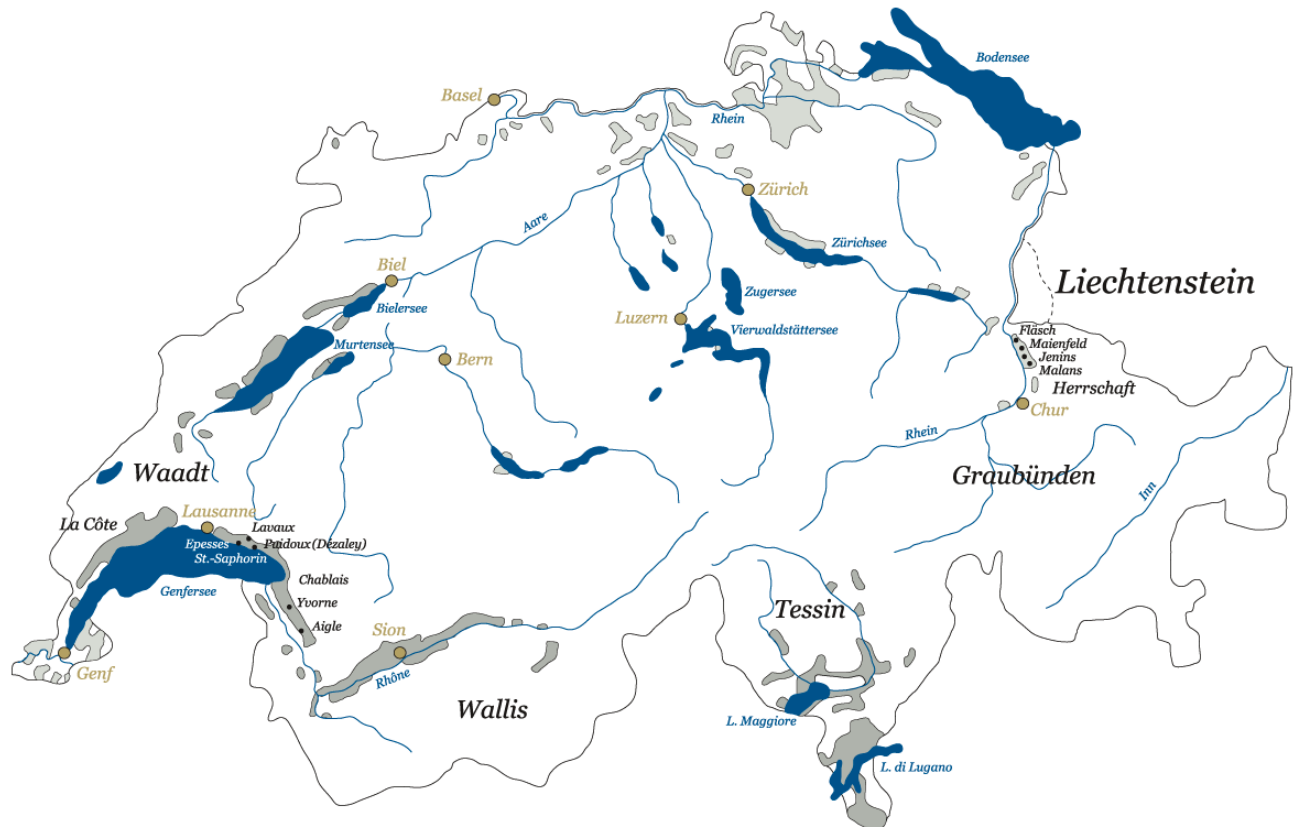 Bodensee
Basel
Rhein
Zürich
Aare
Zürichsee
Biel
Liechtenstein
Bielersee
Zugersee
Luzern
Vierwaldstättersee
Fläsch
Murtensee
Maienfeld
Bern
Jenins
Malans
Herrschaft
Chur
Rhein
Waadt
Graubünden
Inn
Lausanne
La Côte
Lavaux
Epesses
Puidoux (Dézaley)
St.-Saphorin
Chablais
Genfersee
Yvorne
Tessin
Aigle
Sion
Genf
Rhône
Wallis
L. Maggiore
L. di Lugano